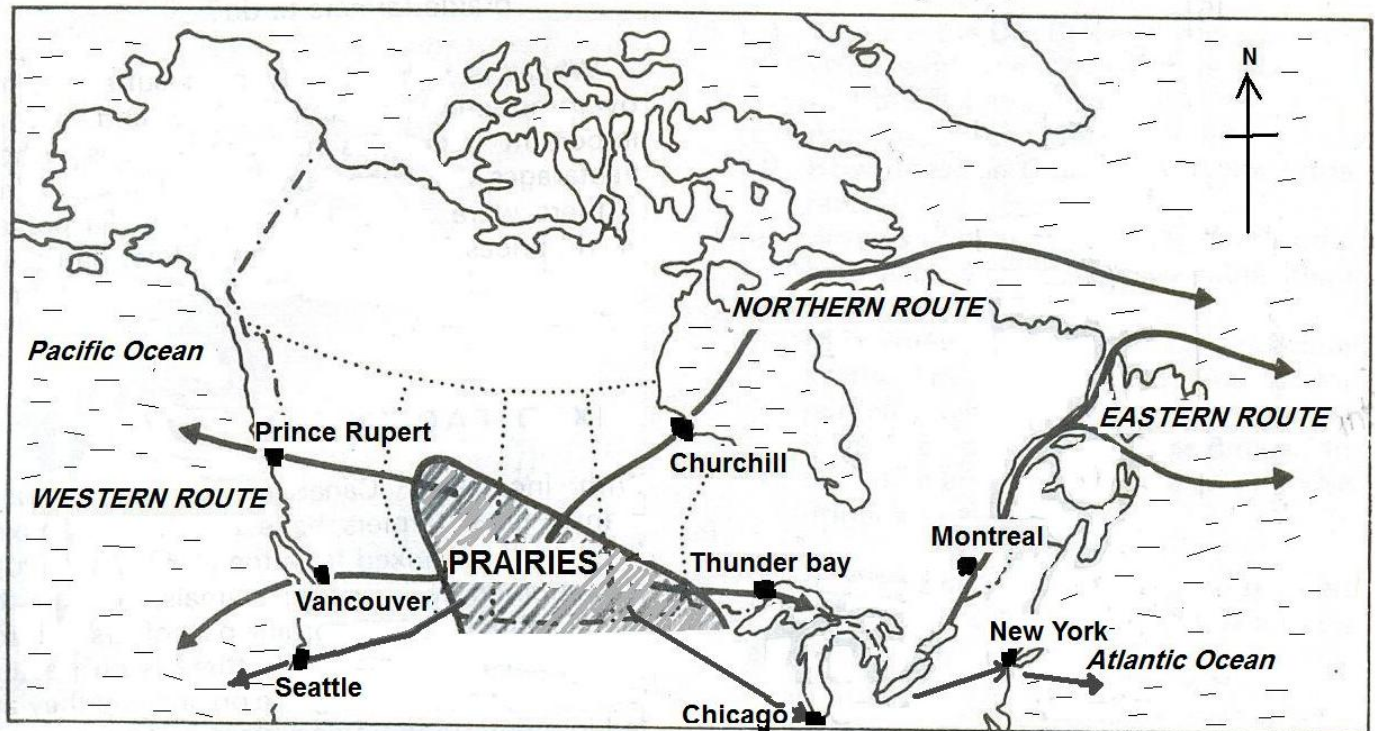 N
NORTHERN ROUTE
Pacific Ocean
EASTERN ROUTE
Prince Rupert
Churchill
WESTERN ROUTE
PRAIRIES
Montreal
Thunder bay
Vancouver
New York
Atlantic Ocean
Seattle
Chicago